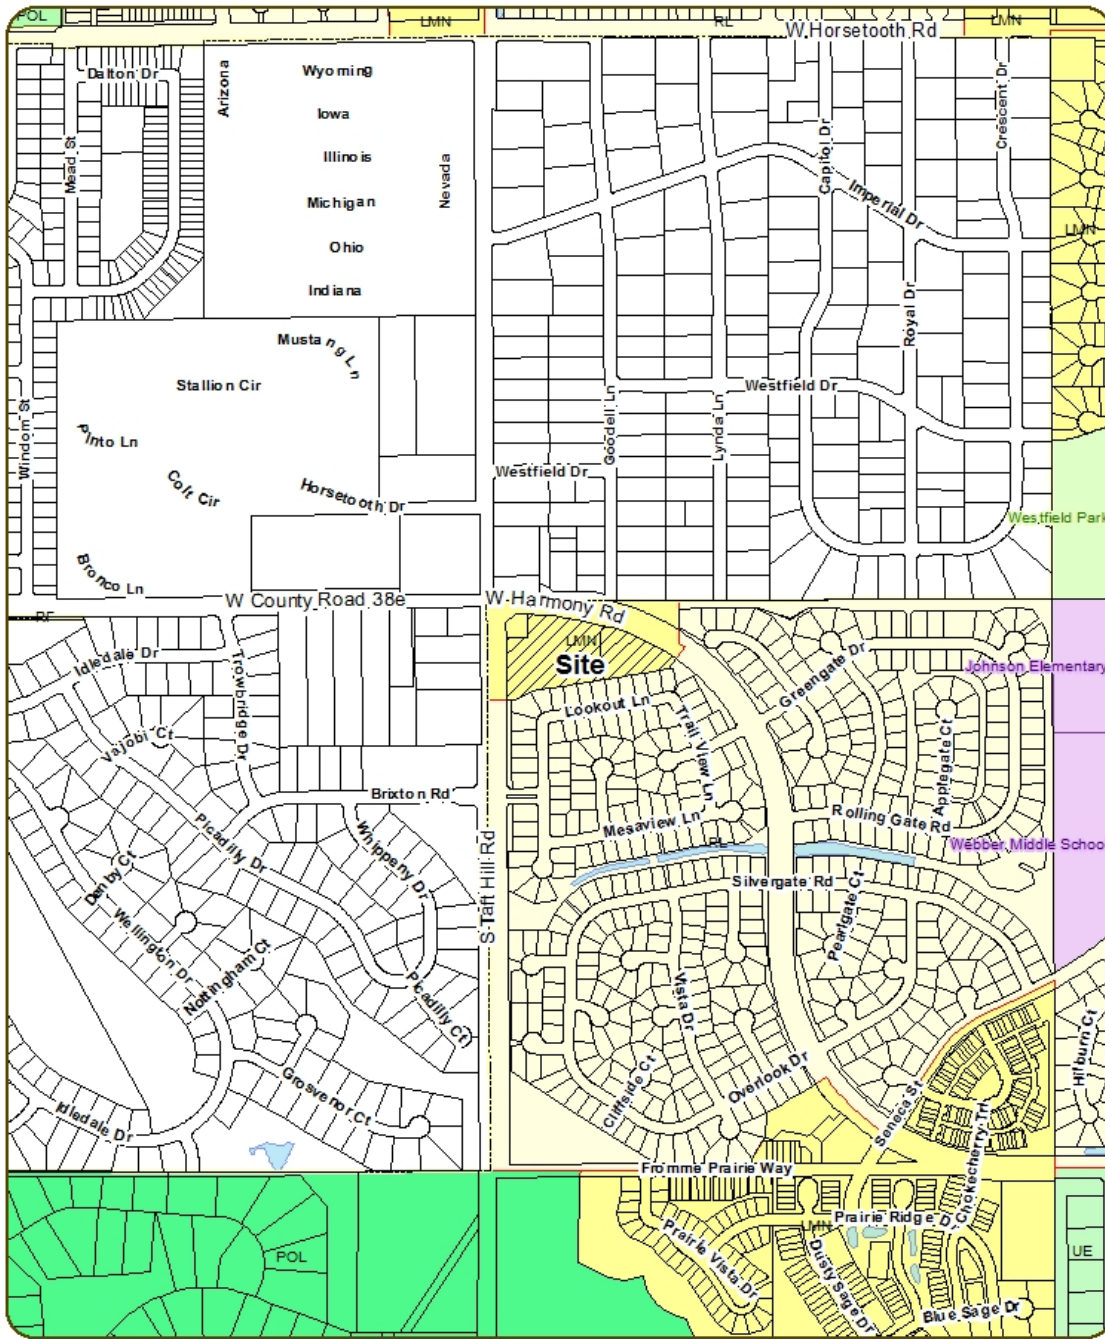 POL
LMN
RL
LMN
W Horsetooth Rd
Dalton Dr
Arizona
Wyoming
Iowa
Illinois
Michigan
Ohio
Indiana
Nevada
Mead St
Capitol Dr
Crescent Dr
Imperial Dr
LMN
Royal Dr
Mustang Ln
Stallion Cir
Westfield Dr
Pinto Ln
Windom St
Goodell Ln
Lynda Ln
Colt Cir
Horsetooth Dr
Westfield Dr
Westfield Park
Bronco Ln
W County Road 38e
W Harmony Rd
RF
LMN
Site
Idledale Dr
Trowbridge Dr
Greengate Dr
Johnson Elementary
Lookout Ln
Trail View Ln
Vajobi Ct
Applegate Ct
Brixton Rd
Mesaview Ln
Rolling Gate Rd
Picadilly Dr
Whippeny Dr
RL
Webber Middle Schoo
Danby Ct
S Taft Hill Rd
Silvergate Rd
Pearlgate Ct
Wellington Dr
Nottingham Ct
Picadilly Ct
Vista Dr
Grosvenor Ct
Cliffside Ct
Overlook Dr
Seneca St
Hilburn Ct
Idledale Dr
Chokecherry Trl
Fromme Prairie Way
Prairie Ridge D
LMN
Prairie Vista Dr
Dusty Sage Dr
POL
UE
Blue Sage Dr